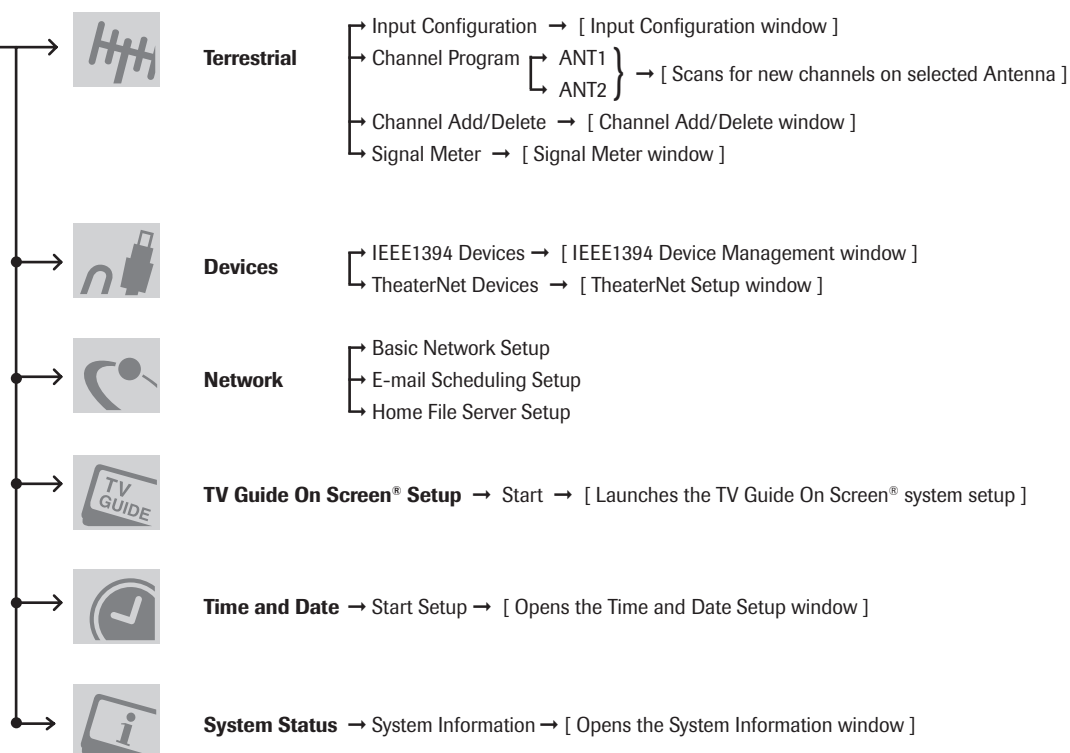 Terrestrial
Input Configuration → [ Input Configuration window ]
Channel Program → ANT1
→ ANT2 } → [ Scans for new channels on selected Antenna ]
Channel Add/Delete → [ Channel Add/Delete window ]
Signal Meter → [ Signal Meter window ]
Devices
IEEE1394 Devices → [ IEEE1394 Device Management window ]
TheaterNet Devices → [ TheaterNet Setup window ]
Network
Basic Network Setup
E-mail Scheduling Setup
Home File Server Setup
TV
GUIDE
TV Guide On Screen® Setup → Start → [ Launches the TV Guide On Screen® system setup ]
Time and Date → Start Setup → [ Opens the Time and Date Setup window ]
i
System Status → System Information → [ Opens the System Information window ]